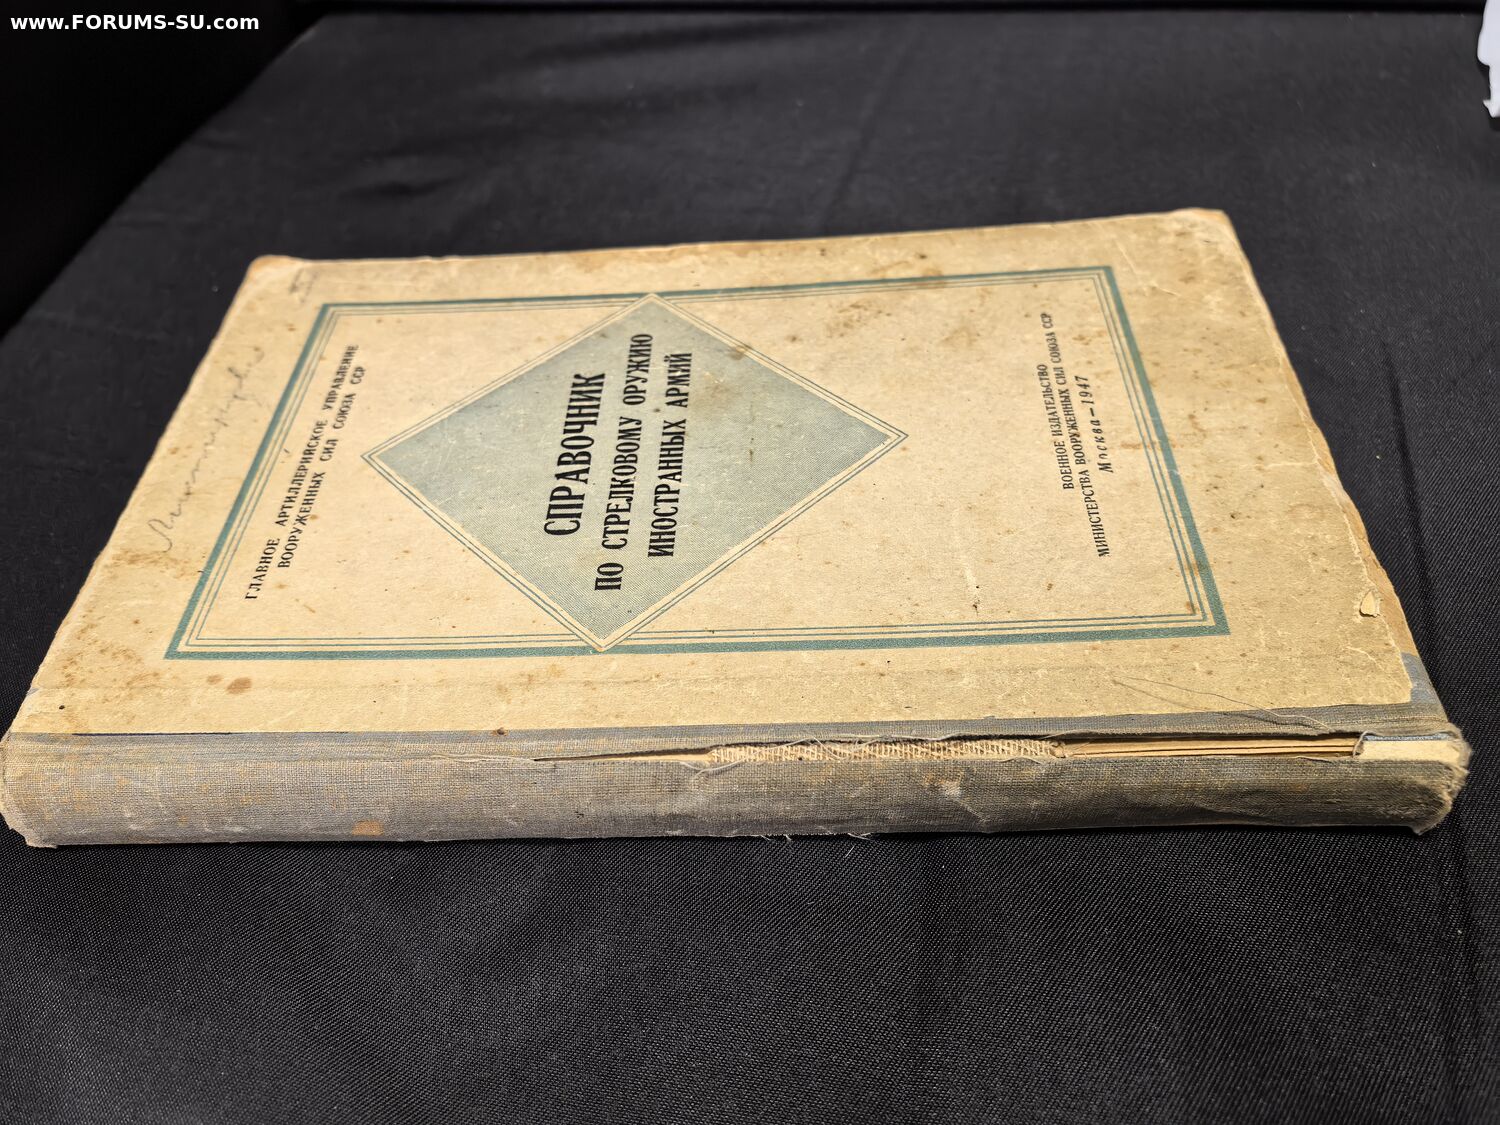 www.FORUMS-SU.com
ГЛАВНОЕ АРТИЛЛЕРИЙСКОЕ УПРАВЛЕНИЕ
ВООРУЖЕННЫХ СИЛ СОЮЗА ССР
СПРАВОЧНИК
ПО СТРЕЛКОВОМУ ОРУЖИЮ
ИНОСТРАННЫХ АРМИЙ
ВОЕННОЕ ИЗДАТЕЛЬСТВО
МИНИСТЕРСТВА ВООРУЖЕННЫХ СИЛ СОЮЗА ССР
Москва—1947